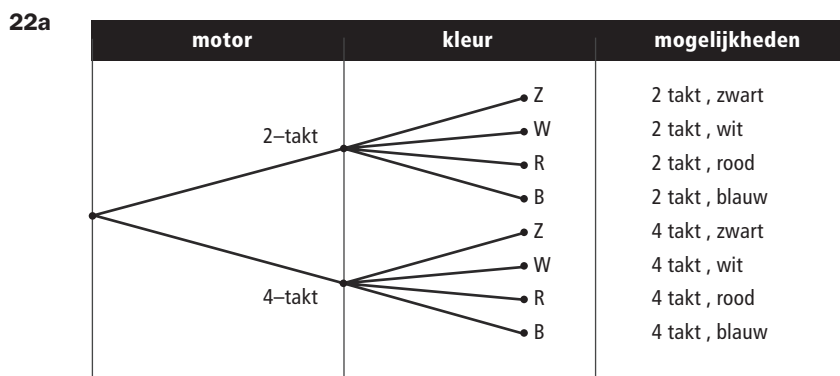 22a
motor kleur mogelijkheden
Z 2 takt , zwart
2–takt W 2 takt , wit
R 2 takt , rood
B 2 takt , blauw
Z 4 takt , zwart
W 4 takt , wit
4–takt R 4 takt , rood
B 4 takt , blauw